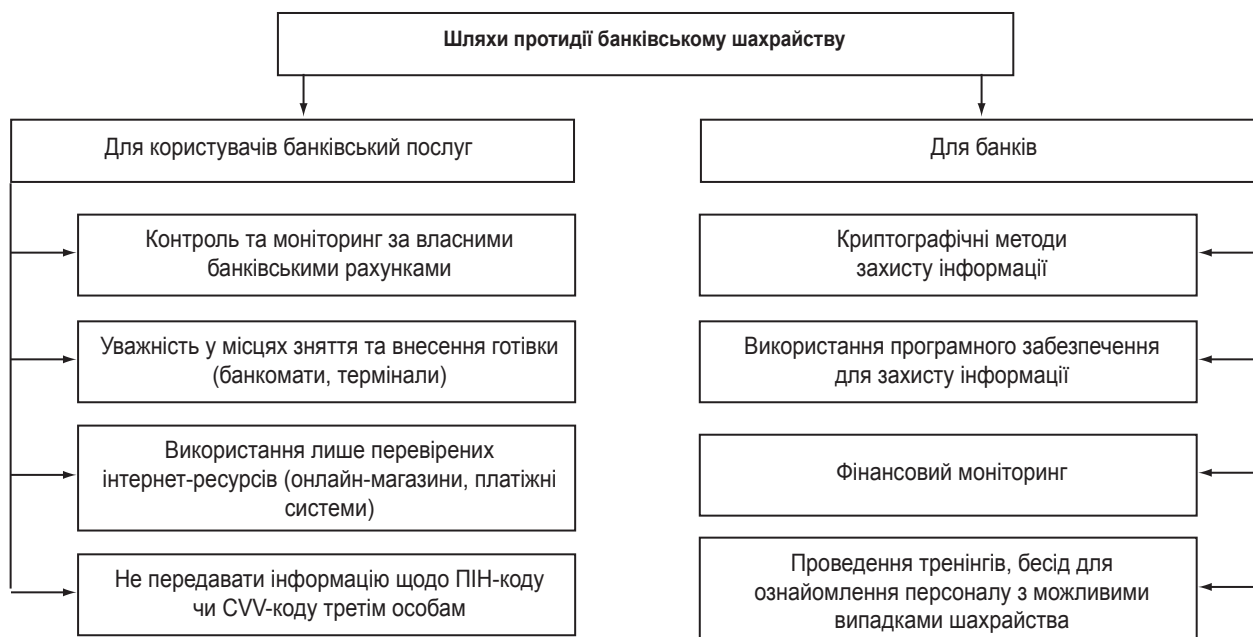 Шляхи протидії банківському шахрайству
Для користувачів банківський послуг
Контроль та моніторинг за власними
банківськими рахунками
Уважність у місцях зняття та внесення готівки
(банкомати, термінали)
Використання лише перевірених
інтернет-ресурсів (онлайн-магазини, платіжні
системи)
Не передавати інформацію щодо ПІН-коду
чи CVV-коду третім особам
Для банків
Криптографічні методи
захисту інформації
Використання програмного забезпечення
для захисту інформації
Фінансовий моніторинг
Проведення тренінгів, бесід для
ознайомлення персоналу з можливими
випадками шахрайства